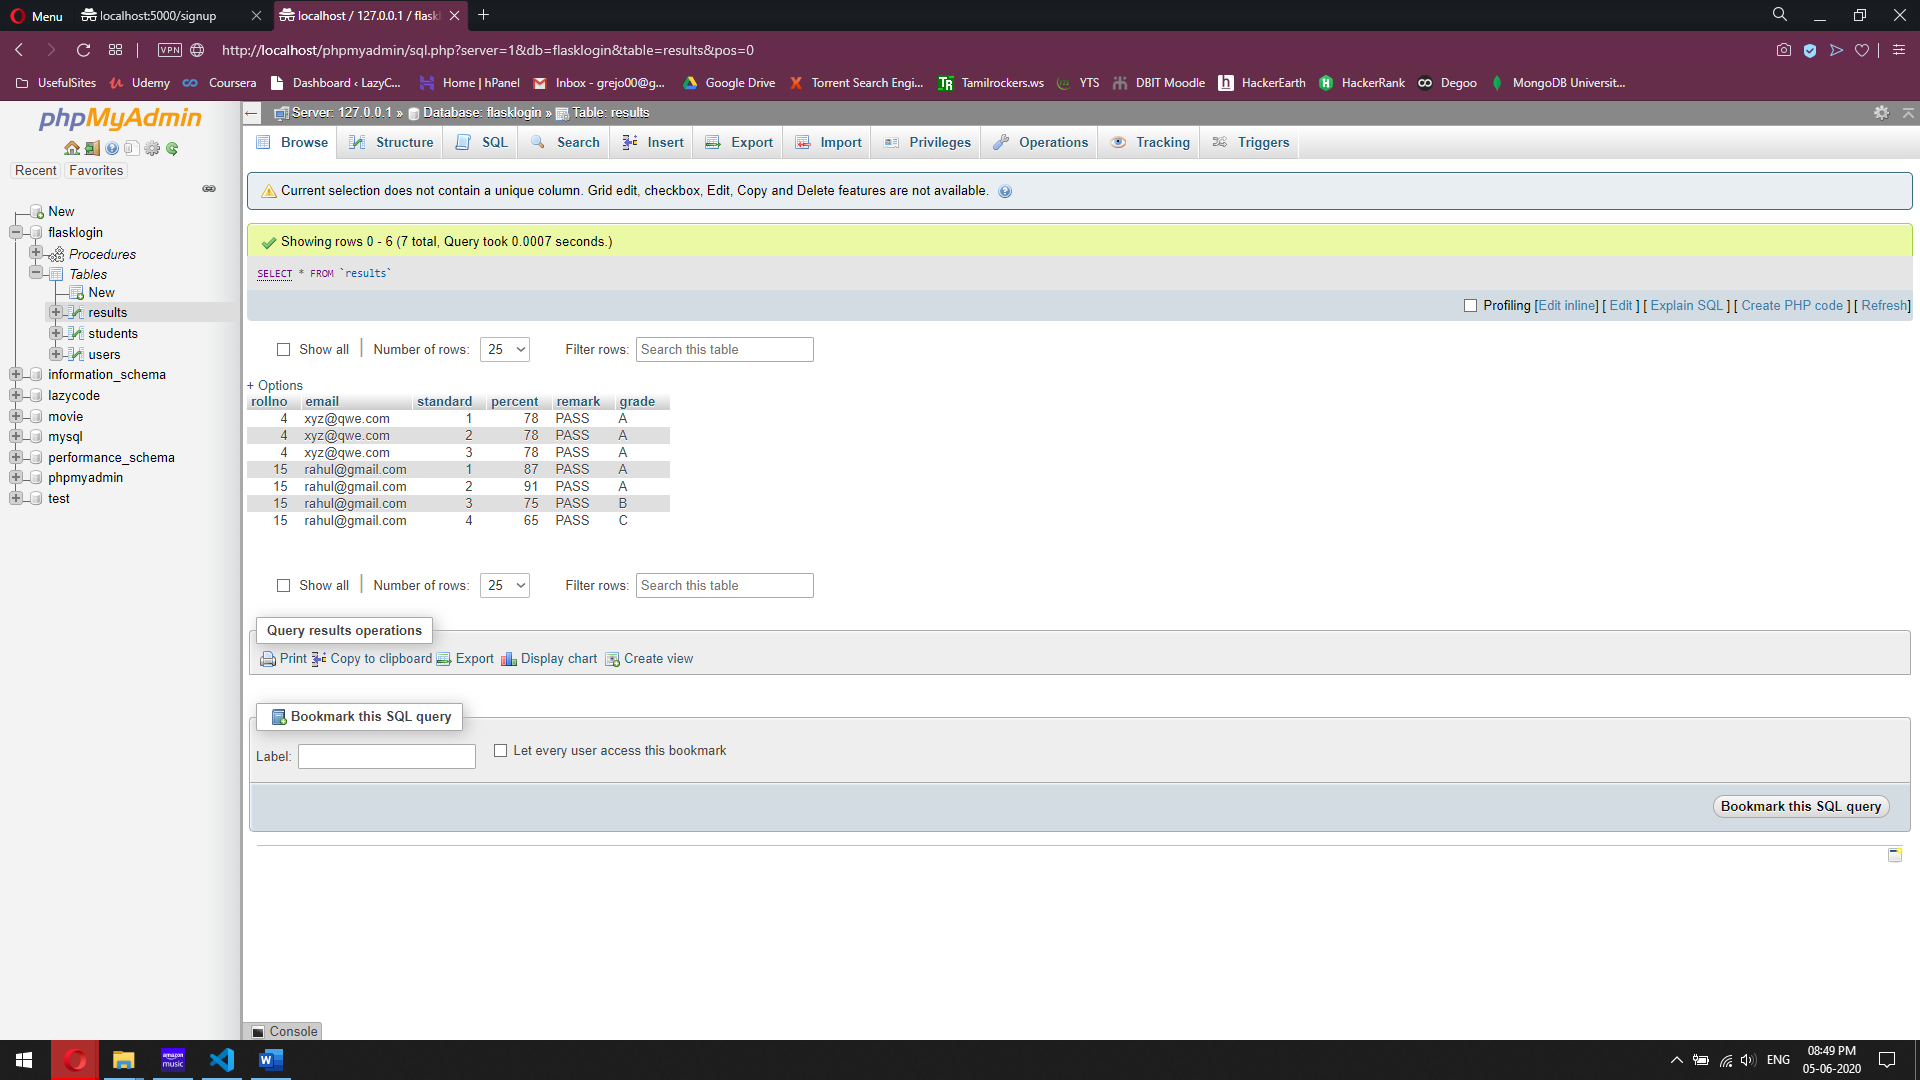 Menu localhost:5000/signup localhost / 127.0.0.1 / flask
VPN http://localhost/phpmyadmin/sql.php?server=1&db=flasklogin&table=results&pos=0
UsefulSites Udemy Coursera Dashboard ‹ LazyC... Home | hPanel Inbox - grejo00@g... Google Drive Torrent Search Engi... Tamilrockers.ws YTS DBIT Moodle HackerEarth HackerRank Degoo MongoDB Universit...
phpMyAdmin
Recent Favorites
New
flasklogin
Procedures
Tables
New
results
students
users
information_schema
lazycode
movie
mysql
performance_schema
phpmyadmin
test
Server: 127.0.0.1 » Database: flasklogin » Table: results
Browse Structure SQL Search Insert Export Import Privileges Operations Tracking Triggers
Current selection does not contain a unique column. Grid edit, checkbox, Edit, Copy and Delete features are not available.
Showing rows 0 - 6 (7 total, Query took 0.0007 seconds.)
SELECT * FROM `results`
Profiling [Edit inline] [ Edit ] [ Explain SQL ] [ Create PHP code ] [ Refresh]
Show all | Number of rows: 25 Filter rows: Search this table
+ Options
rollno email standard percent remark grade
4 xyz@qwe.com 1 78 PASS A
4 xyz@qwe.com 2 78 PASS A
4 xyz@qwe.com 3 78 PASS A
15 rahul@gmail.com 1 87 PASS A
15 rahul@gmail.com 2 91 PASS A
15 rahul@gmail.com 3 75 PASS B
15 rahul@gmail.com 4 65 PASS C
Show all | Number of rows: 25 Filter rows: Search this table
Query results operations
Print Copy to clipboard Export Display chart Create view
Bookmark this SQL query
Label: Let every user access this bookmark
Bookmark this SQL query
Console
amazon music
ENG
08:49 PM
05-06-2020